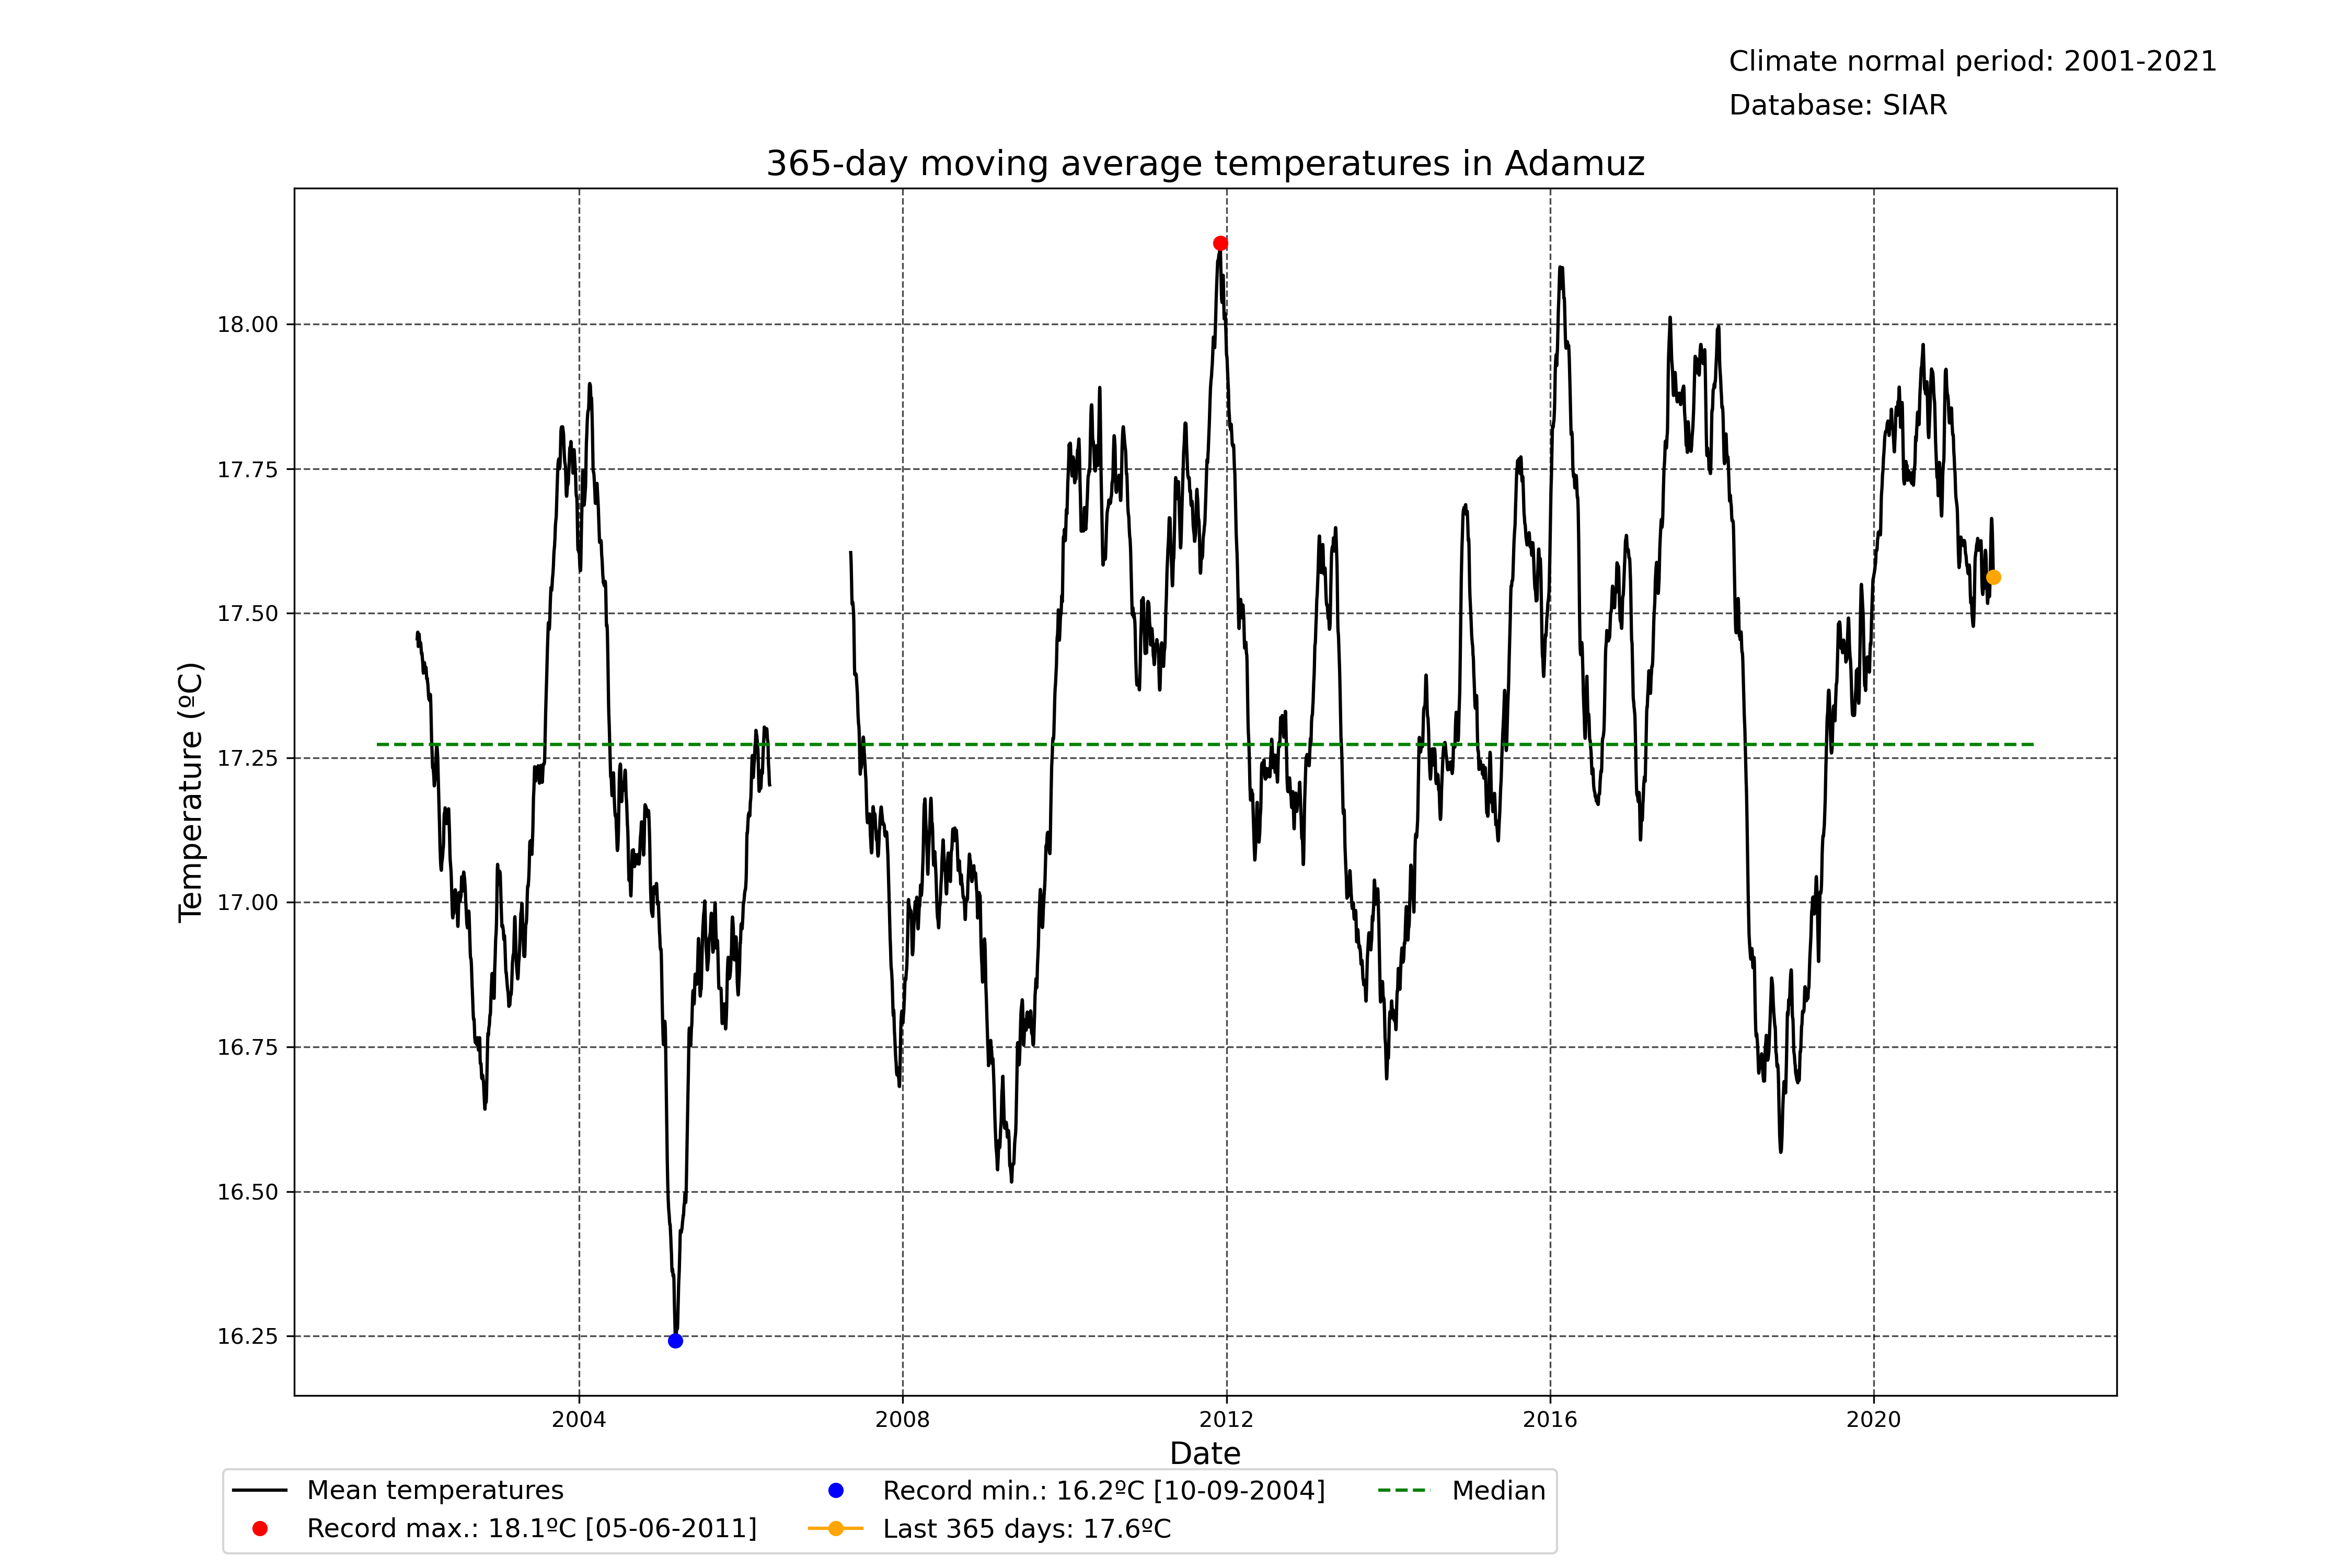 Climate normal period: 2001-2021
Database: SIAR
365-day moving average temperatures in Adamuz
18.00
17.75
17.50
17.25
17.00
16.75
16.50
16.25
Temperature (ºC)
2004 2008 2012 2016 2020
Date
Mean temperatures
Record max.: 18.1ºC [05-06-2011]
Record min.: 16.2ºC [10-09-2004]
Last 365 days: 17.6ºC
Median